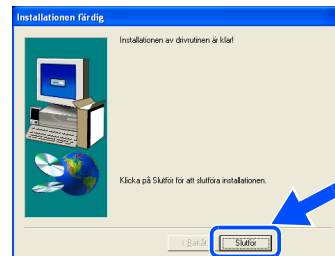 Installationen färdig
Installationen av drivrutinen är klar!
Klicka på Slutför för att slutföra installationen.
< Bakåt
Slutför